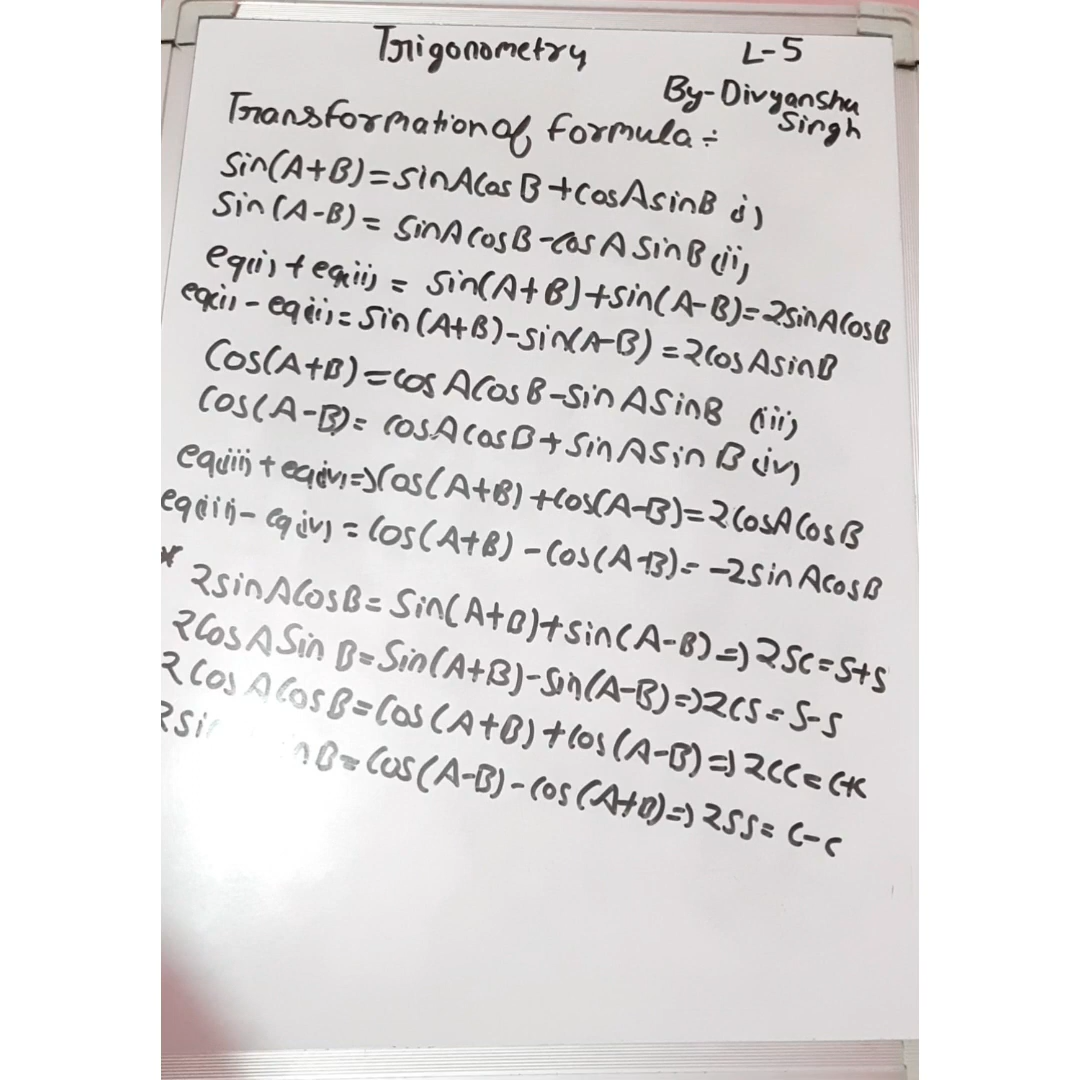 Trigonometry L-5
By-Divyanshu
Singh
Transformation of formula÷
Sin(A+B)=sinAcosB+cosAsinB i)
Sin(A-B)= sinAcosB-cosAsinB (ii)
eq(i)+eq(ii)= sin(A+B)+sin(A-B)=2sinAcosB
eq(i)-eq(ii)=sin(A+B)-sin(A-B)=2cosAsinB
Cos(A+B)=cosAcosB-sinASinB (iii)
Cos(A-B)= cosAcosB+sinASinB (iv)
eq(iii)+eq(iv)=>Cos(A+B)+cos(A-B)=2cosAcosB
eq(iii)-eq(iv)=cos(A+B)-cos(A-B)=-2sinAcosB
* 2sinAcosB=Sin(A+B)+sin(A-B)=>2SC=S+S
2cosASinB=Sin(A+B)-Sin(A-B)=>2CS=S-S
2cosAcosB=Cos(A+B)+cos(A-B)=>2CC=C+C
B=cos(A-B)-cos(A+B)=>2SS=C-C